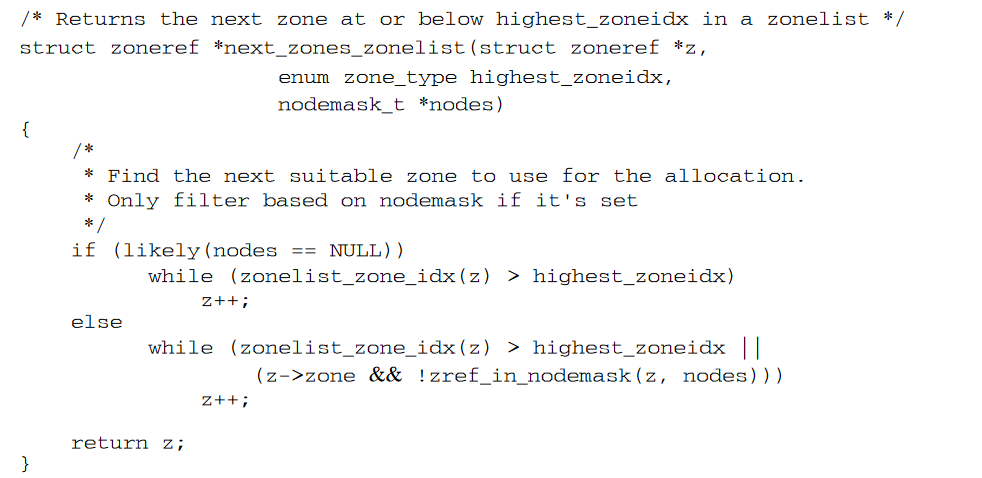 /* Returns the next zone at or below highest_zoneidx in a zonelist */
struct zoneref *next_zones_zonelist(struct zoneref *z,
enum zone_type highest_zoneidx,
nodemask_t *nodes)
{
/*
* Find the next suitable zone to use for the allocation.
* Only filter based on nodemask if it's set
*/
if (likely(nodes == NULL))
while (zonelist_zone_idx(z) > highest_zoneidx)
z++;
else
while (zonelist_zone_idx(z) > highest_zoneidx ||
(z->zone && !zref_in_nodemask(z, nodes)))
z++;
return z;
}